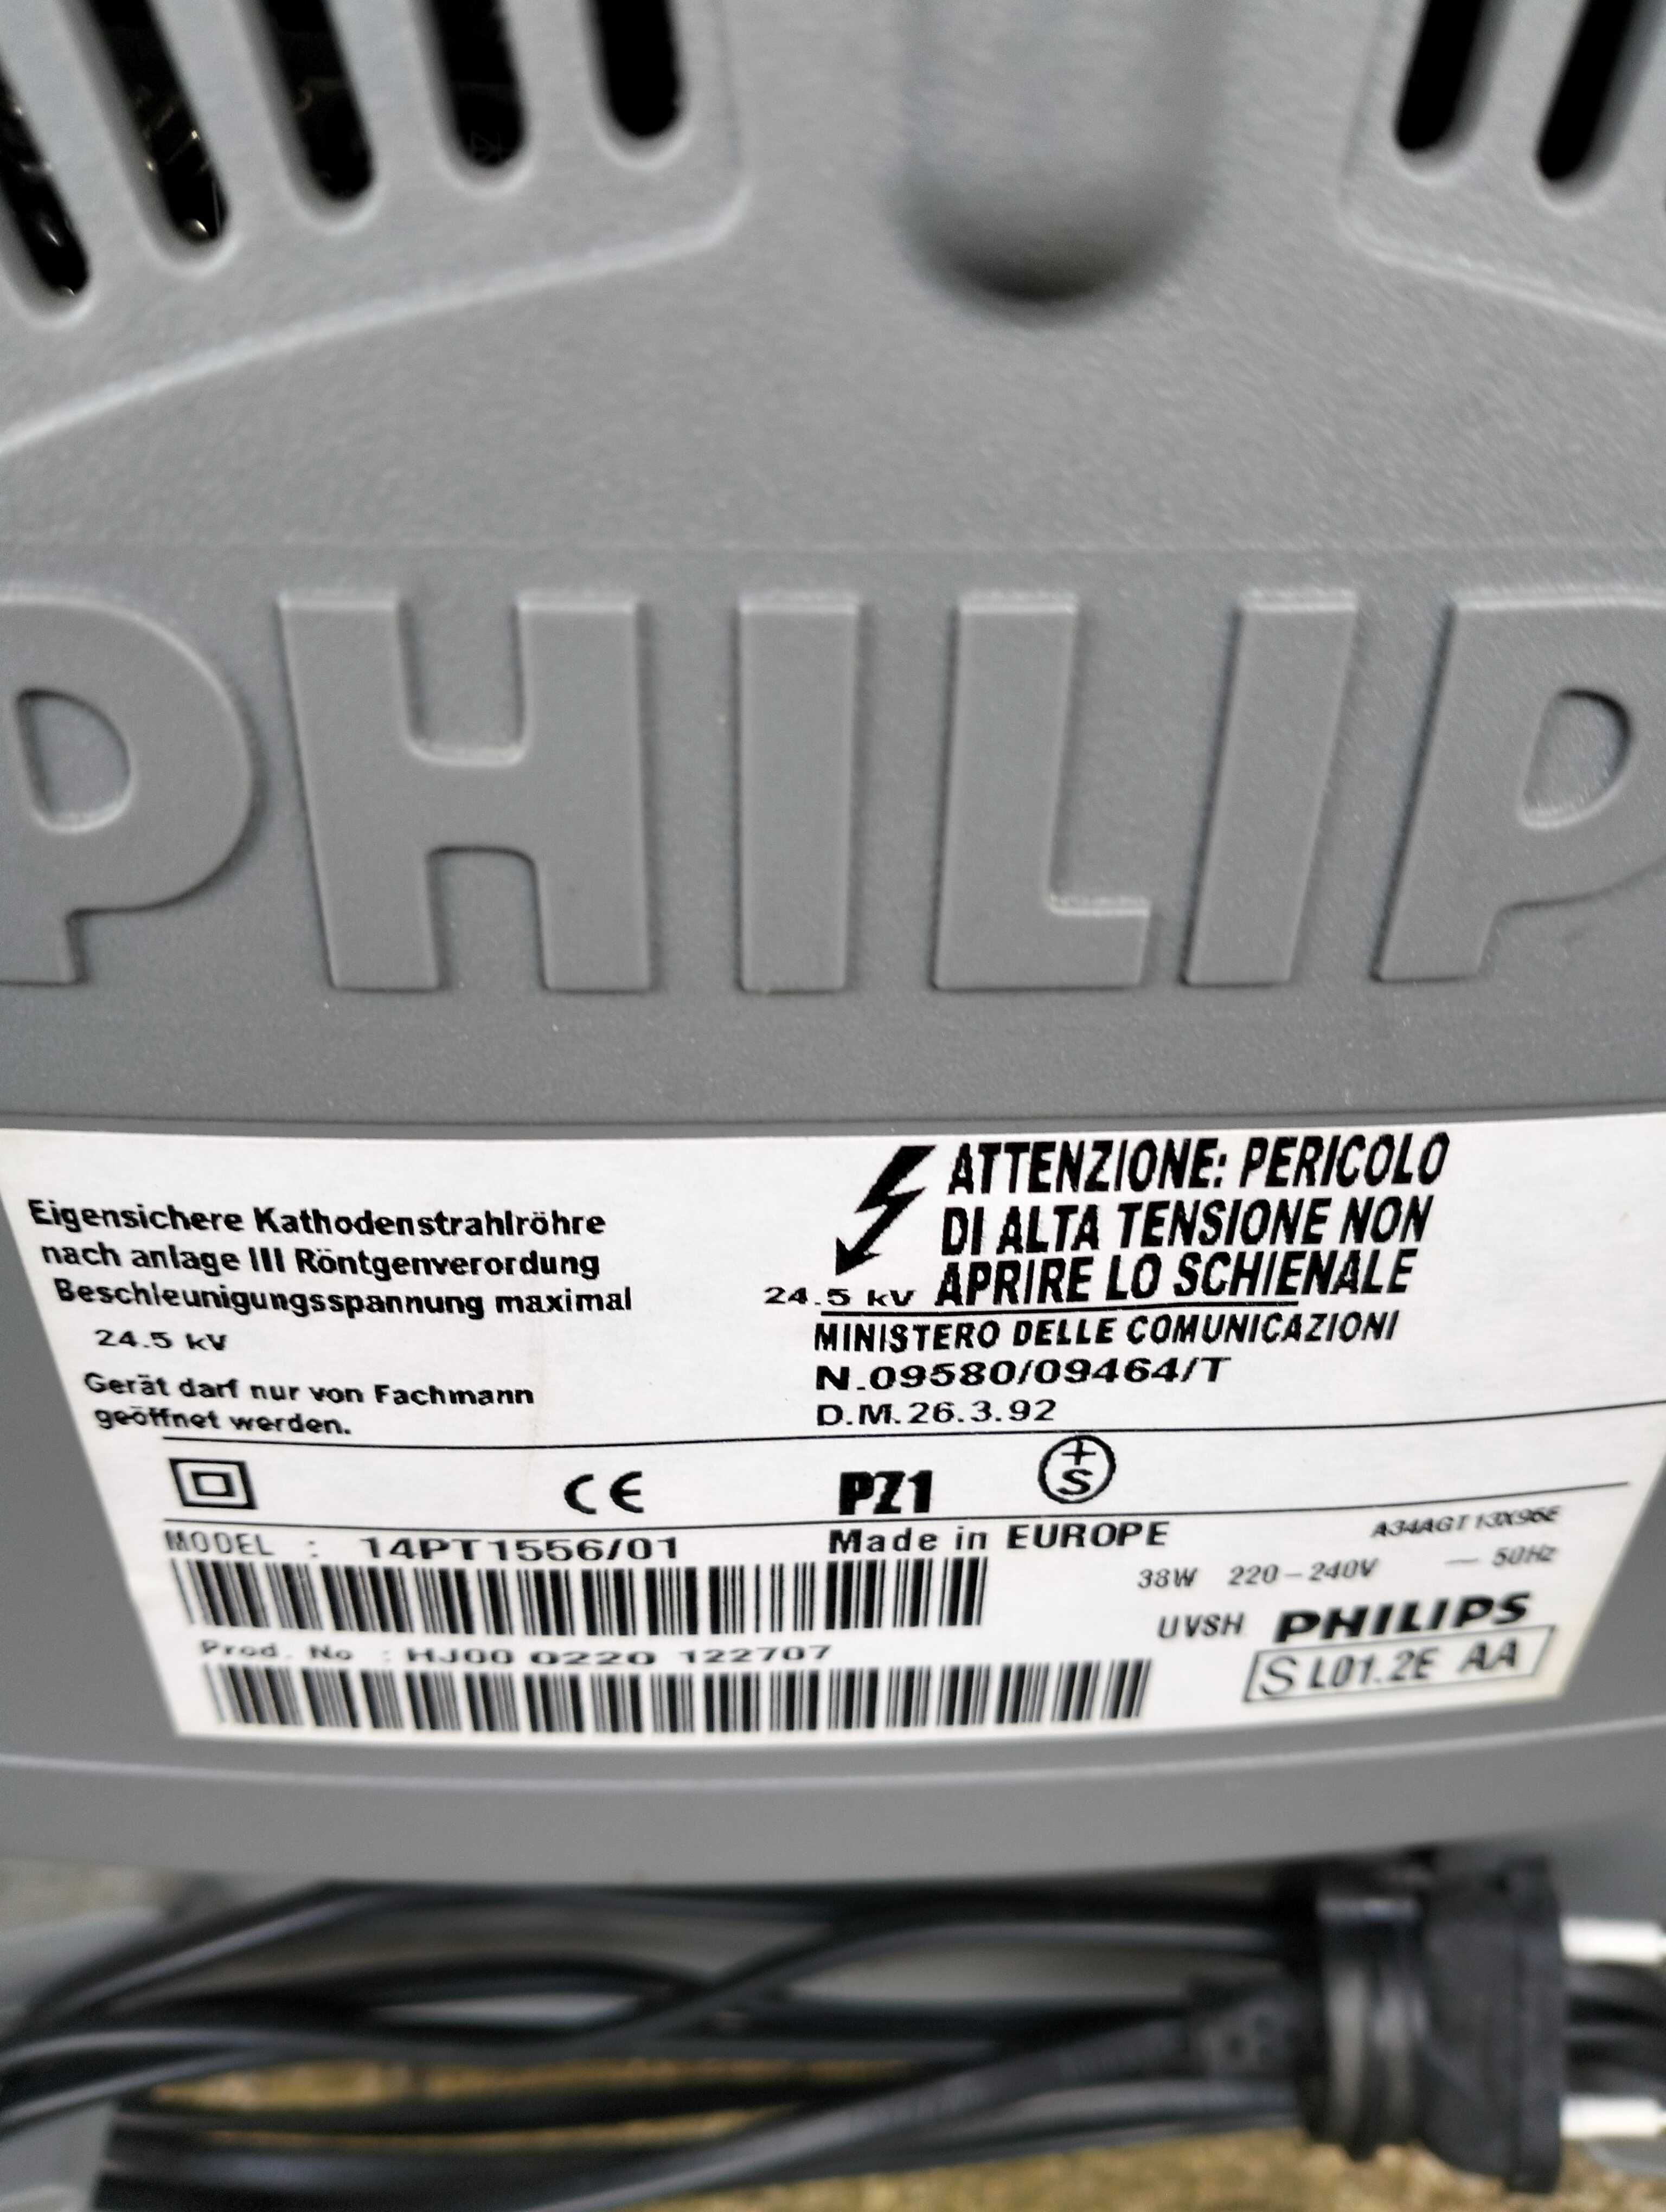 PHILIP
Eigensichere Kathodenstrahlröhre
nach anlage III Röntgenverordung
Beschleunigungsspannung maximal
24.5 kV
Gerät darf nur von Fachmann
geöffnet werden.
ATTENZIONE: PERICOLO
DI ALTA TENSIONE NON
24.5 kV APRIRE LO SCHIENALE
MINISTERO DELLE COMUNICAZIONI
N.09580/09464/T
D.M.26.3.92
CE PZ1 +S
MODEL : 14PT1556/01 Made in EUROPE A34AGT13X96E
38W 220-240V ~ 50Hz
UVSH PHILIPS
Prod. No : HJ00 0220 122707
S L01.2E AA